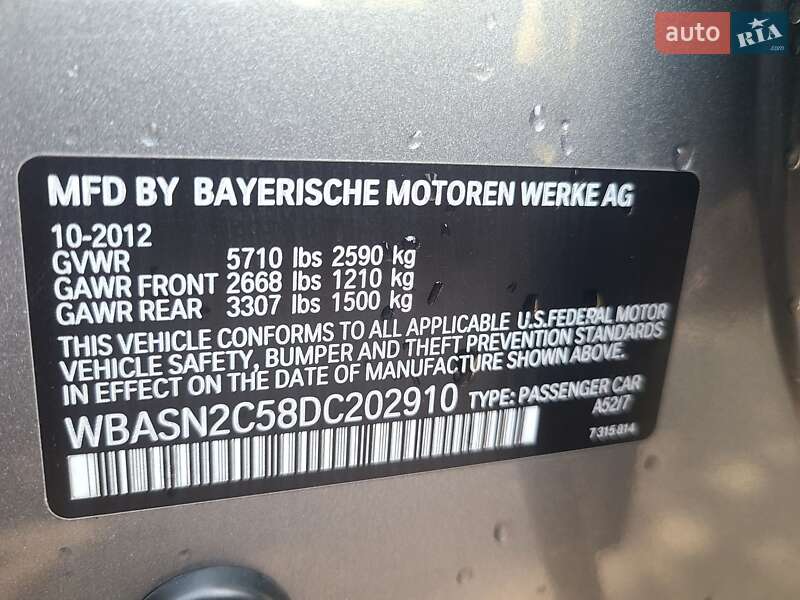 auto RIA .com
MFD BY BAYERISCHE MOTOREN WERKE AG
10-2012
GVWR 5710 lbs 2590 kg
GAWR FRONT 2668 lbs 1210 kg
GAWR REAR 3307 lbs 1500 kg
THIS VEHICLE CONFORMS TO ALL APPLICABLE U.S.FEDERAL MOTOR
VEHICLE SAFETY, BUMPER AND THEFT PREVENTION STANDARDS
IN EFFECT ON THE DATE OF MANUFACTURE SHOWN ABOVE.
WBASN2C58DC202910 TYPE: PASSENGER CAR
A52/7
7 315 814